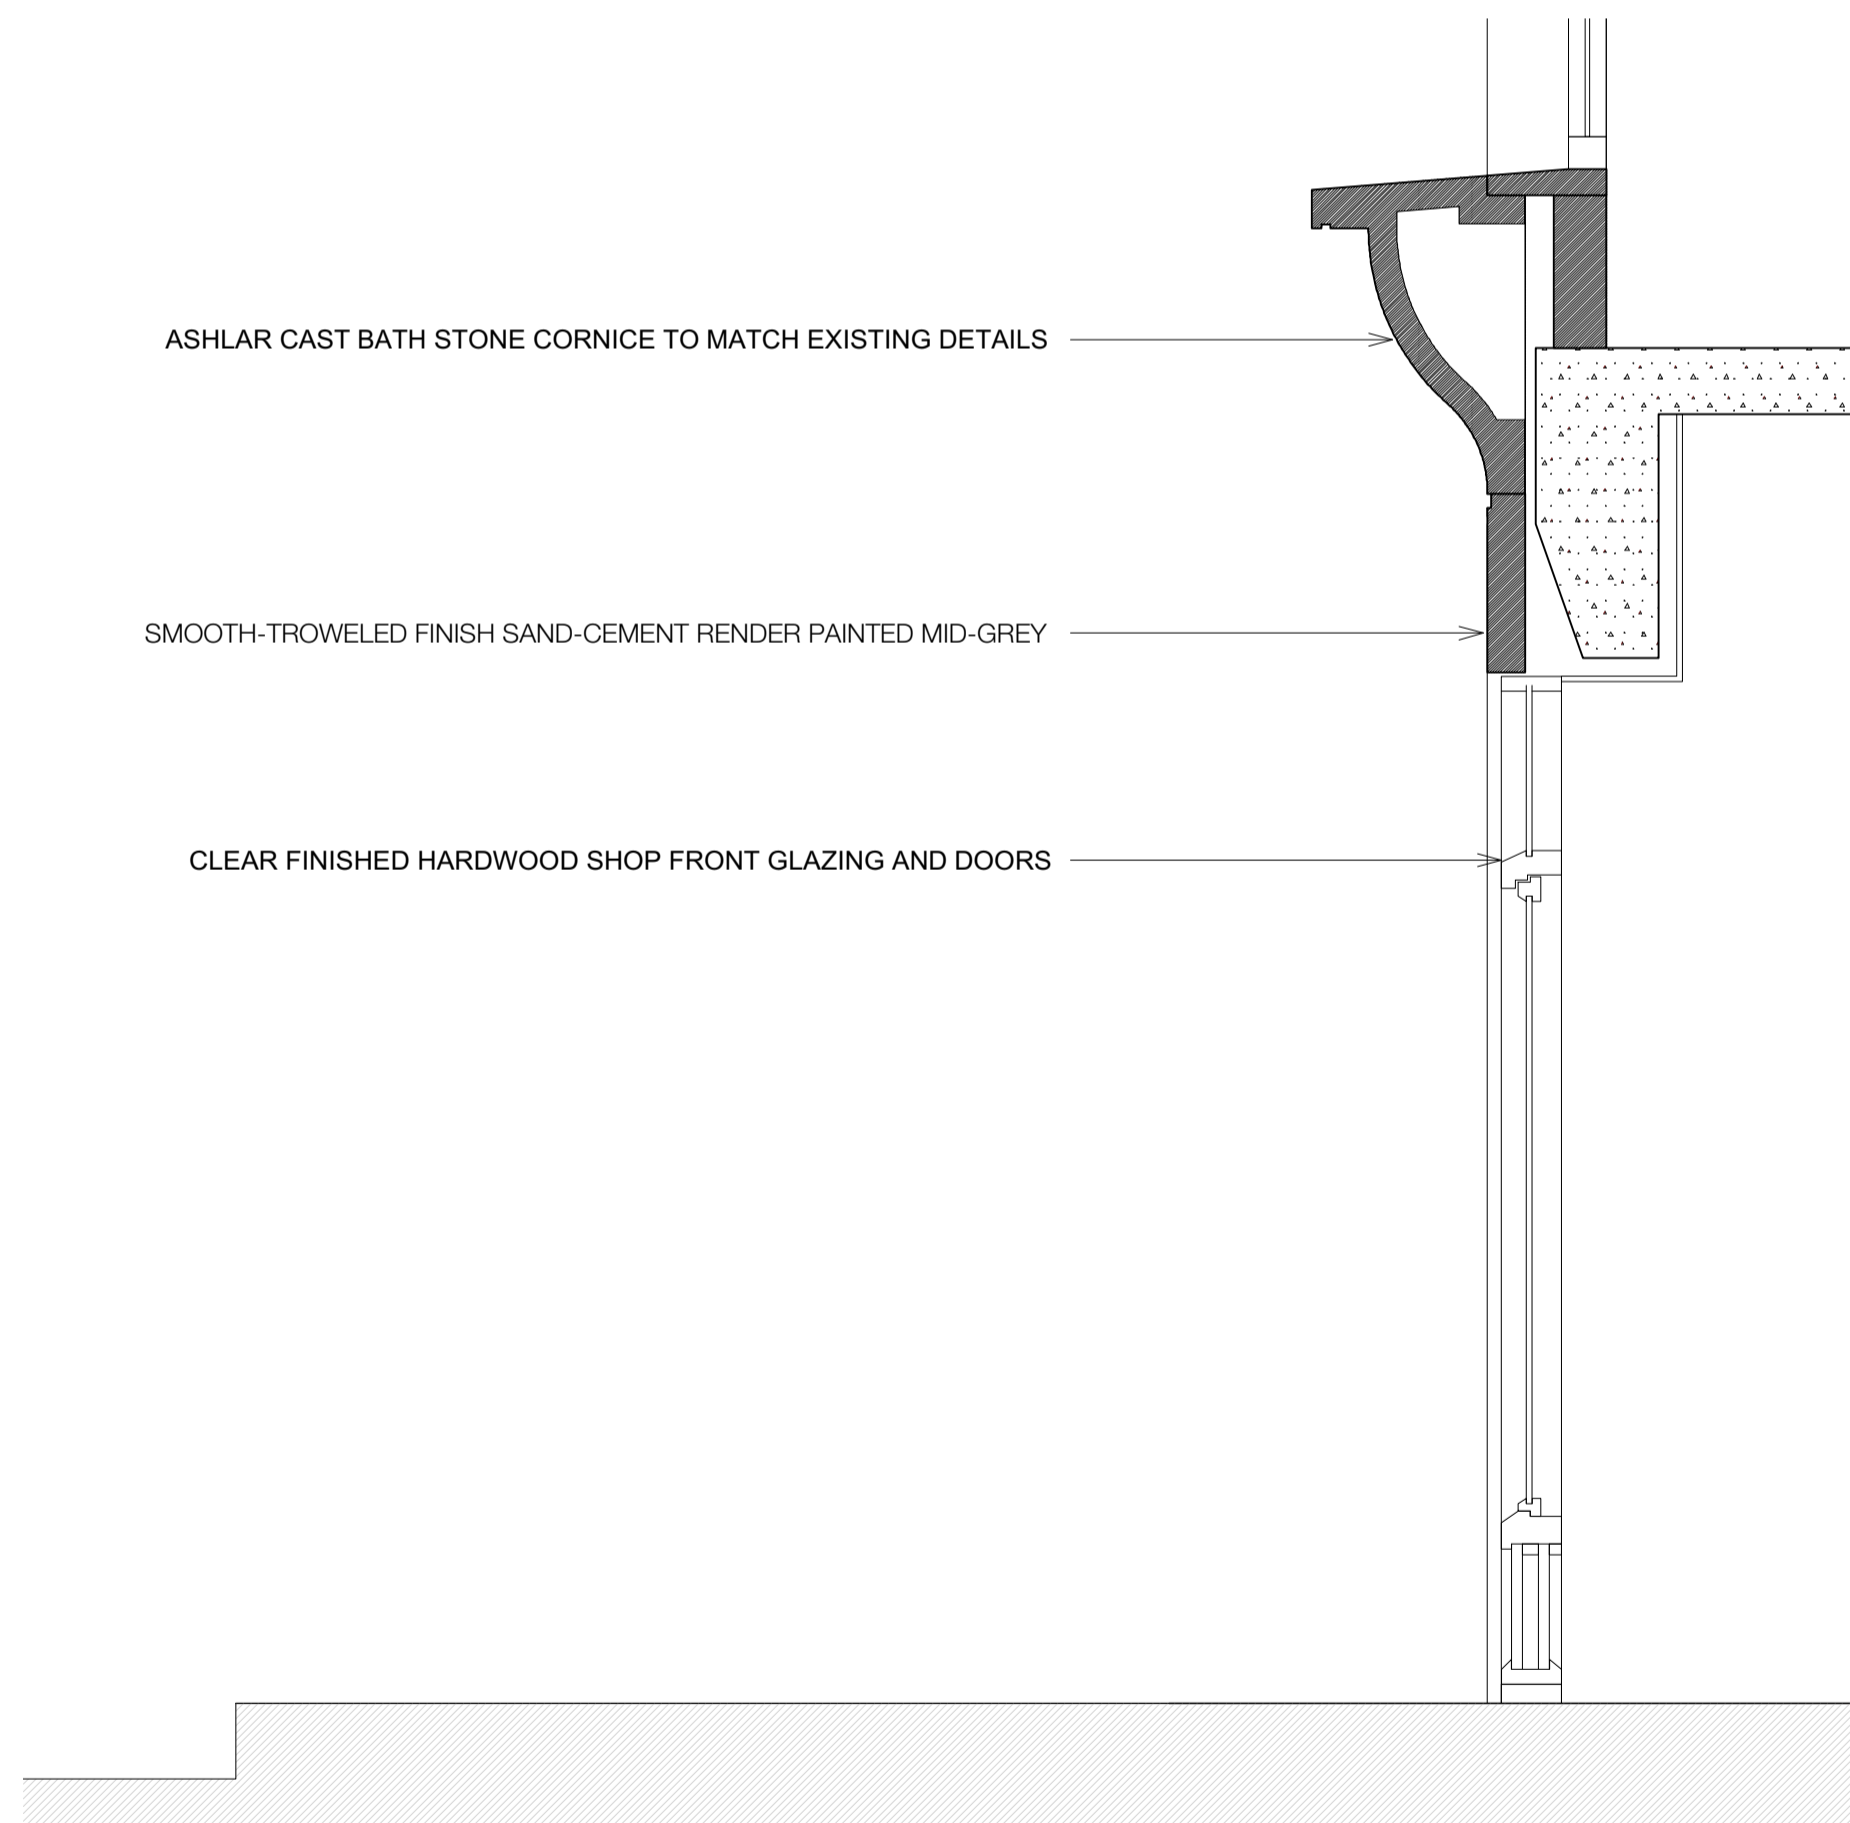 ASHLAR CAST BATH STONE CORNICE TO MATCH EXISTING DETAILS
SMOOTH-TROWELED FINISH SAND-CEMENT RENDER PAINTED MID-GREY
CLEAR FINISHED HARDWOOD SHOP FRONT GLAZING AND DOORS